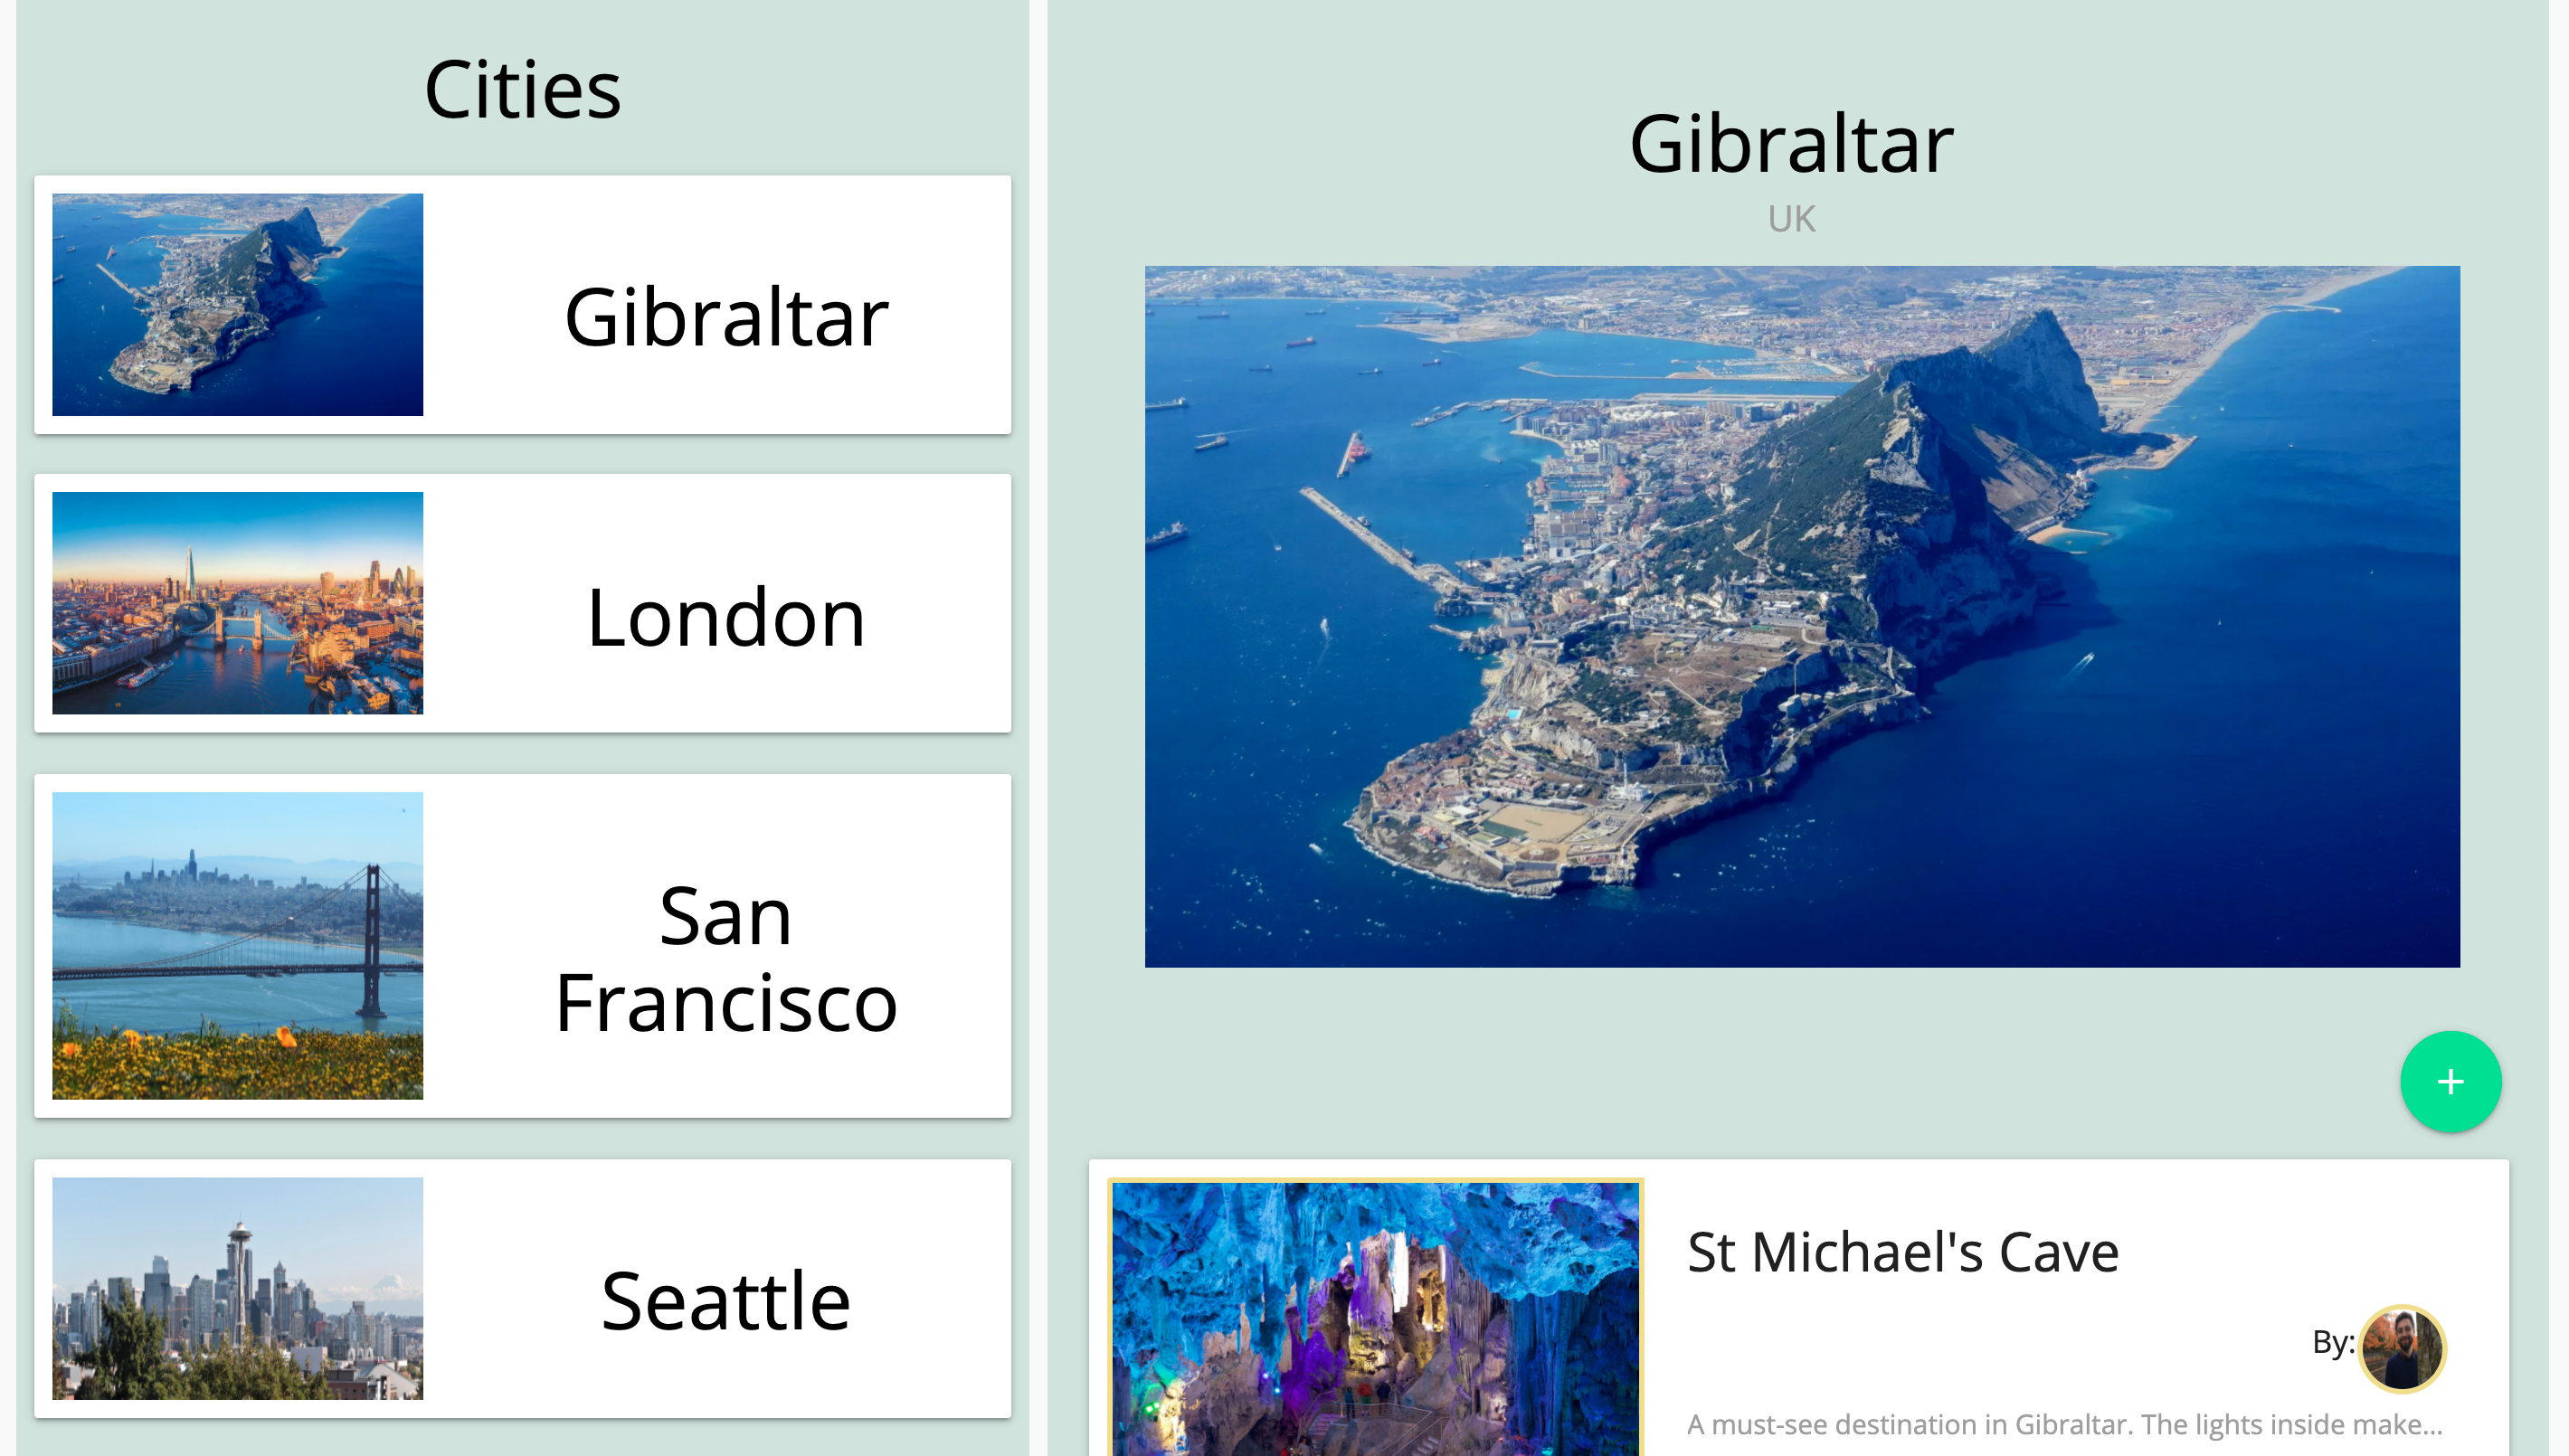 Cities
Gibraltar
London
San
Francisco
Seattle
Gibraltar
UK
+
St Michael's Cave
By:
A must-see destination in Gibraltar. The lights inside make...